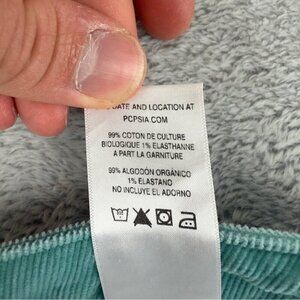 DATE AND LOCATION AT
PCPSIA COM
99% COTON DE CULTURE
BIOLOGIQUE 1% ELASTHANNE
A PART LA GARNITURE
99% ALGODÓN ORGÁNICO
1% ELASTANO
NO INCLUYE EL ADORNO